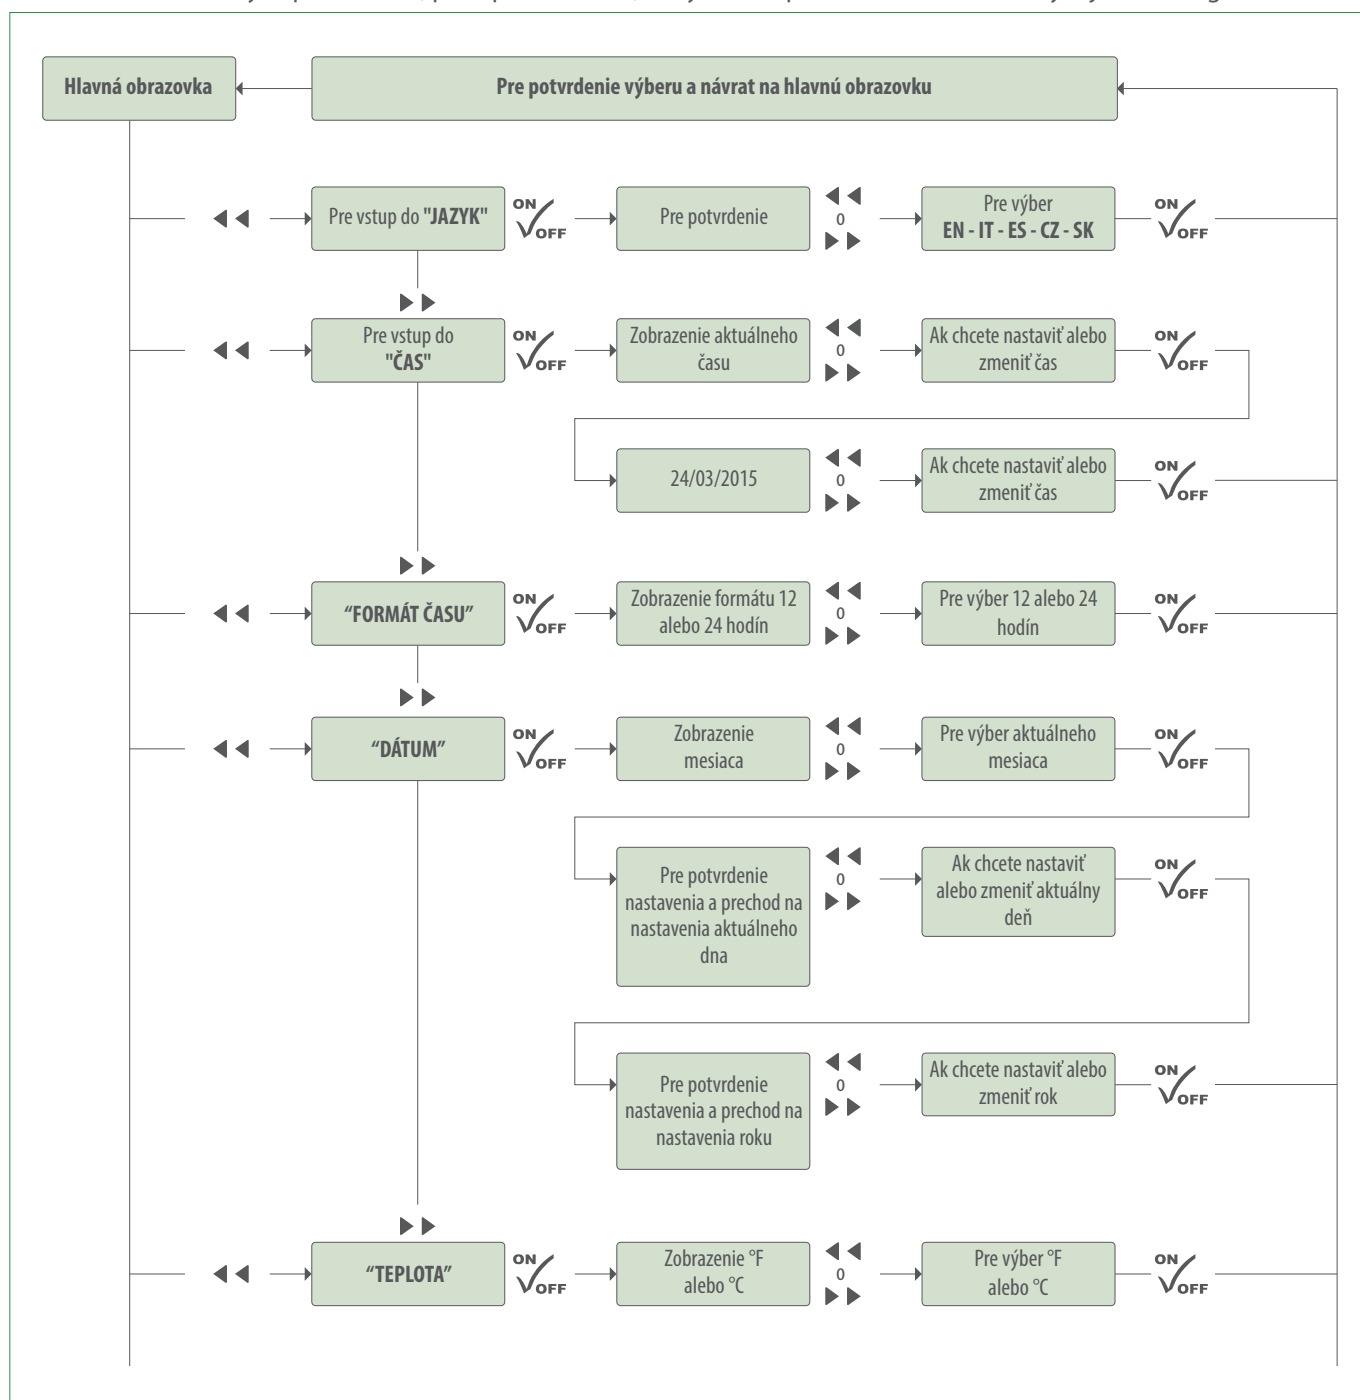 Hlavná obrazovka
Pre potvrdenie výberu a návrat na hlavnú obrazovku
Pre vstup do "JAZYK"
ON
OFF
Pre potvrdenie
0
Pre výber
EN - IT - ES - CZ - SK
ON
OFF
Pre vstup do
"ČAS"
ON
OFF
Zobrazenie aktuálneho
času
0
Ak chcete nastaviť alebo
zmeniť čas
ON
OFF
24/03/2015
0
Ak chcete nastaviť alebo
zmeniť čas
ON
OFF
“FORMÁT ČASU”
ON
OFF
Zobrazenie formátu 12
alebo 24 hodín
0
Pre výber 12 alebo 24
hodín
ON
OFF
“DÁTUM”
ON
OFF
Zobrazenie
mesiaca
0
Pre výber aktuálneho
mesiaca
ON
OFF
Pre potvrdenie
nastavenia a prechod na
nastavenia aktuálneho
dna
0
Ak chcete nastaviť
alebo zmeniť aktuálny
deň
ON
OFF
Pre potvrdenie
nastavenia a prechod na
nastavenia roku
0
Ak chcete nastaviť alebo
zmeniť rok
ON
OFF
“TEPLOTA”
ON
OFF
Zobrazenie °F
alebo °C
0
Pre výber °F
alebo °C
ON
OFF